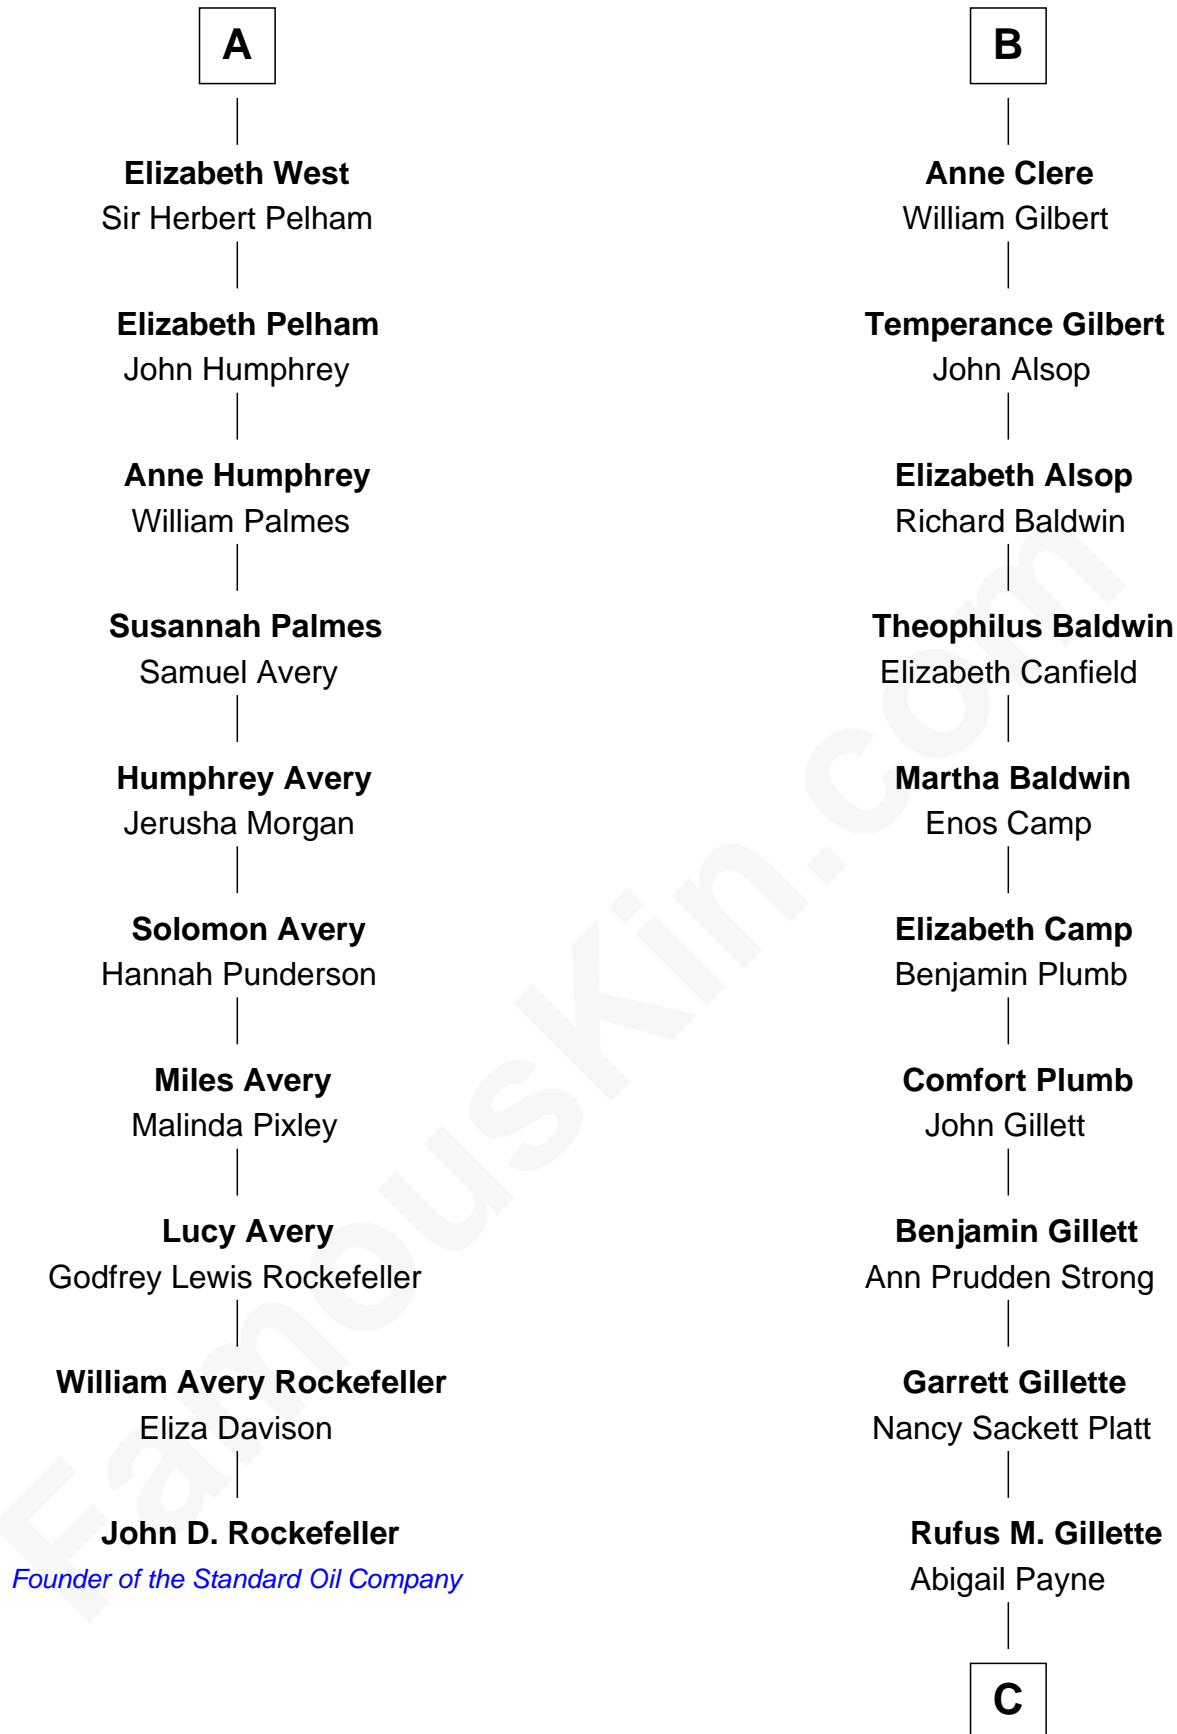 A
Elizabeth West
Sir Herbert Pelham
Elizabeth Pelham
John Humphrey
Anne Humphrey
William Palmes
Susannah Palmes
Samuel Avery
Humphrey Avery
Jerusha Morgan
Solomon Avery
Hannah Punderson
Miles Avery
Malinda Pixley
Lucy Avery
Godfrey Lewis Rockefeller
William Avery Rockefeller
Eliza Davison
John D. Rockefeller
Founder of the Standard Oil Company
B
Anne Clere
William Gilbert
Temperance Gilbert
John Alsop
Elizabeth Alsop
Richard Baldwin
Theophilus Baldwin
Elizabeth Canfield
Martha Baldwin
Enos Camp
Elizabeth Camp
Benjamin Plumb
Comfort Plumb
John Gillett
Benjamin Gillett
Ann Prudden Strong
Garrett Gillette
Nancy Sackett Platt
Rufus M. Gillette
Abigail Payne
C
FamousKin.com